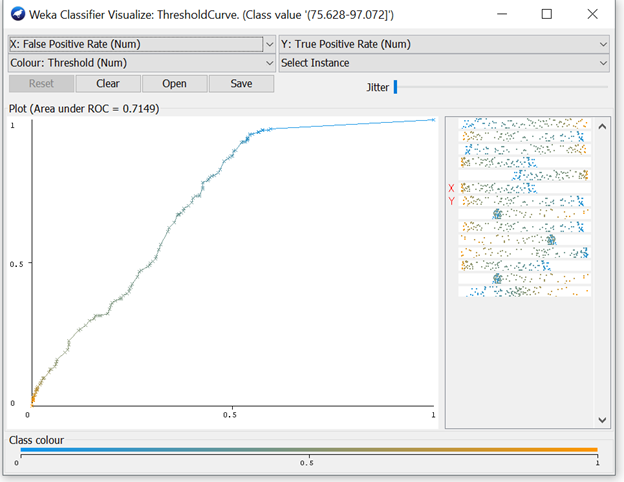 Weka Classifier Visualize: ThresholdCurve. (Class value '(75.628-97.072]')
X: False Positive Rate (Num) Y: True Positive Rate (Num)
Colour: Threshold (Num) Select Instance
Reset Clear Open Save Jitter
Plot (Area under ROC = 0.7149)
1
X
Y
0.5
0
0 0.5 1
Class colour
0 0.5 1